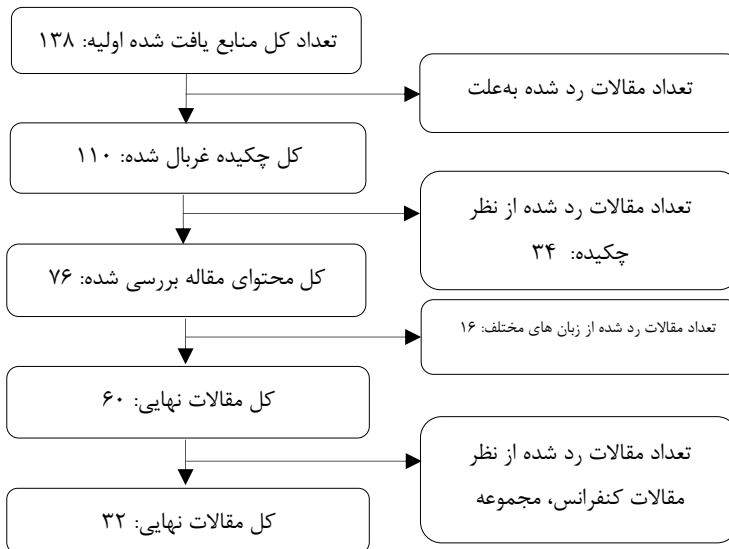 تعداد کل منابع یافت شده اولیه: ۱۳۸
تعداد مقالات رد شده به‌علت
کل چکیده غربال شده: ۱۱۰
تعداد مقالات رد شده از نظر
چکیده: ۳۴
کل محتوای مقاله بررسی شده: ۷۶
تعداد مقالات رد شده از زبان های مختلف: ۱۶
کل مقالات نهایی: ۶۰
تعداد مقالات رد شده از نظر
مقالات کنفرانس، مجموعه
کل مقالات نهایی: ۳۲